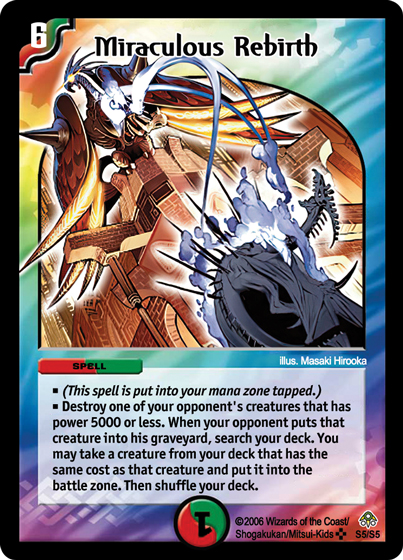 6
Miraculous Rebirth
SPELL
illus. Masaki Hirooka
▪ (This spell is put into your mana zone tapped.)
▪ Destroy one of your opponent's creatures that has
power 5000 or less. When your opponent puts that
creature into his graveyard, search your deck. You
may take a creature from your deck that has the
same cost as that creature and put it into the
battle zone. Then shuffle your deck.
1
©2006 Wizards of the Coast/
Shogakukan/Mitsui-Kids S5/S5